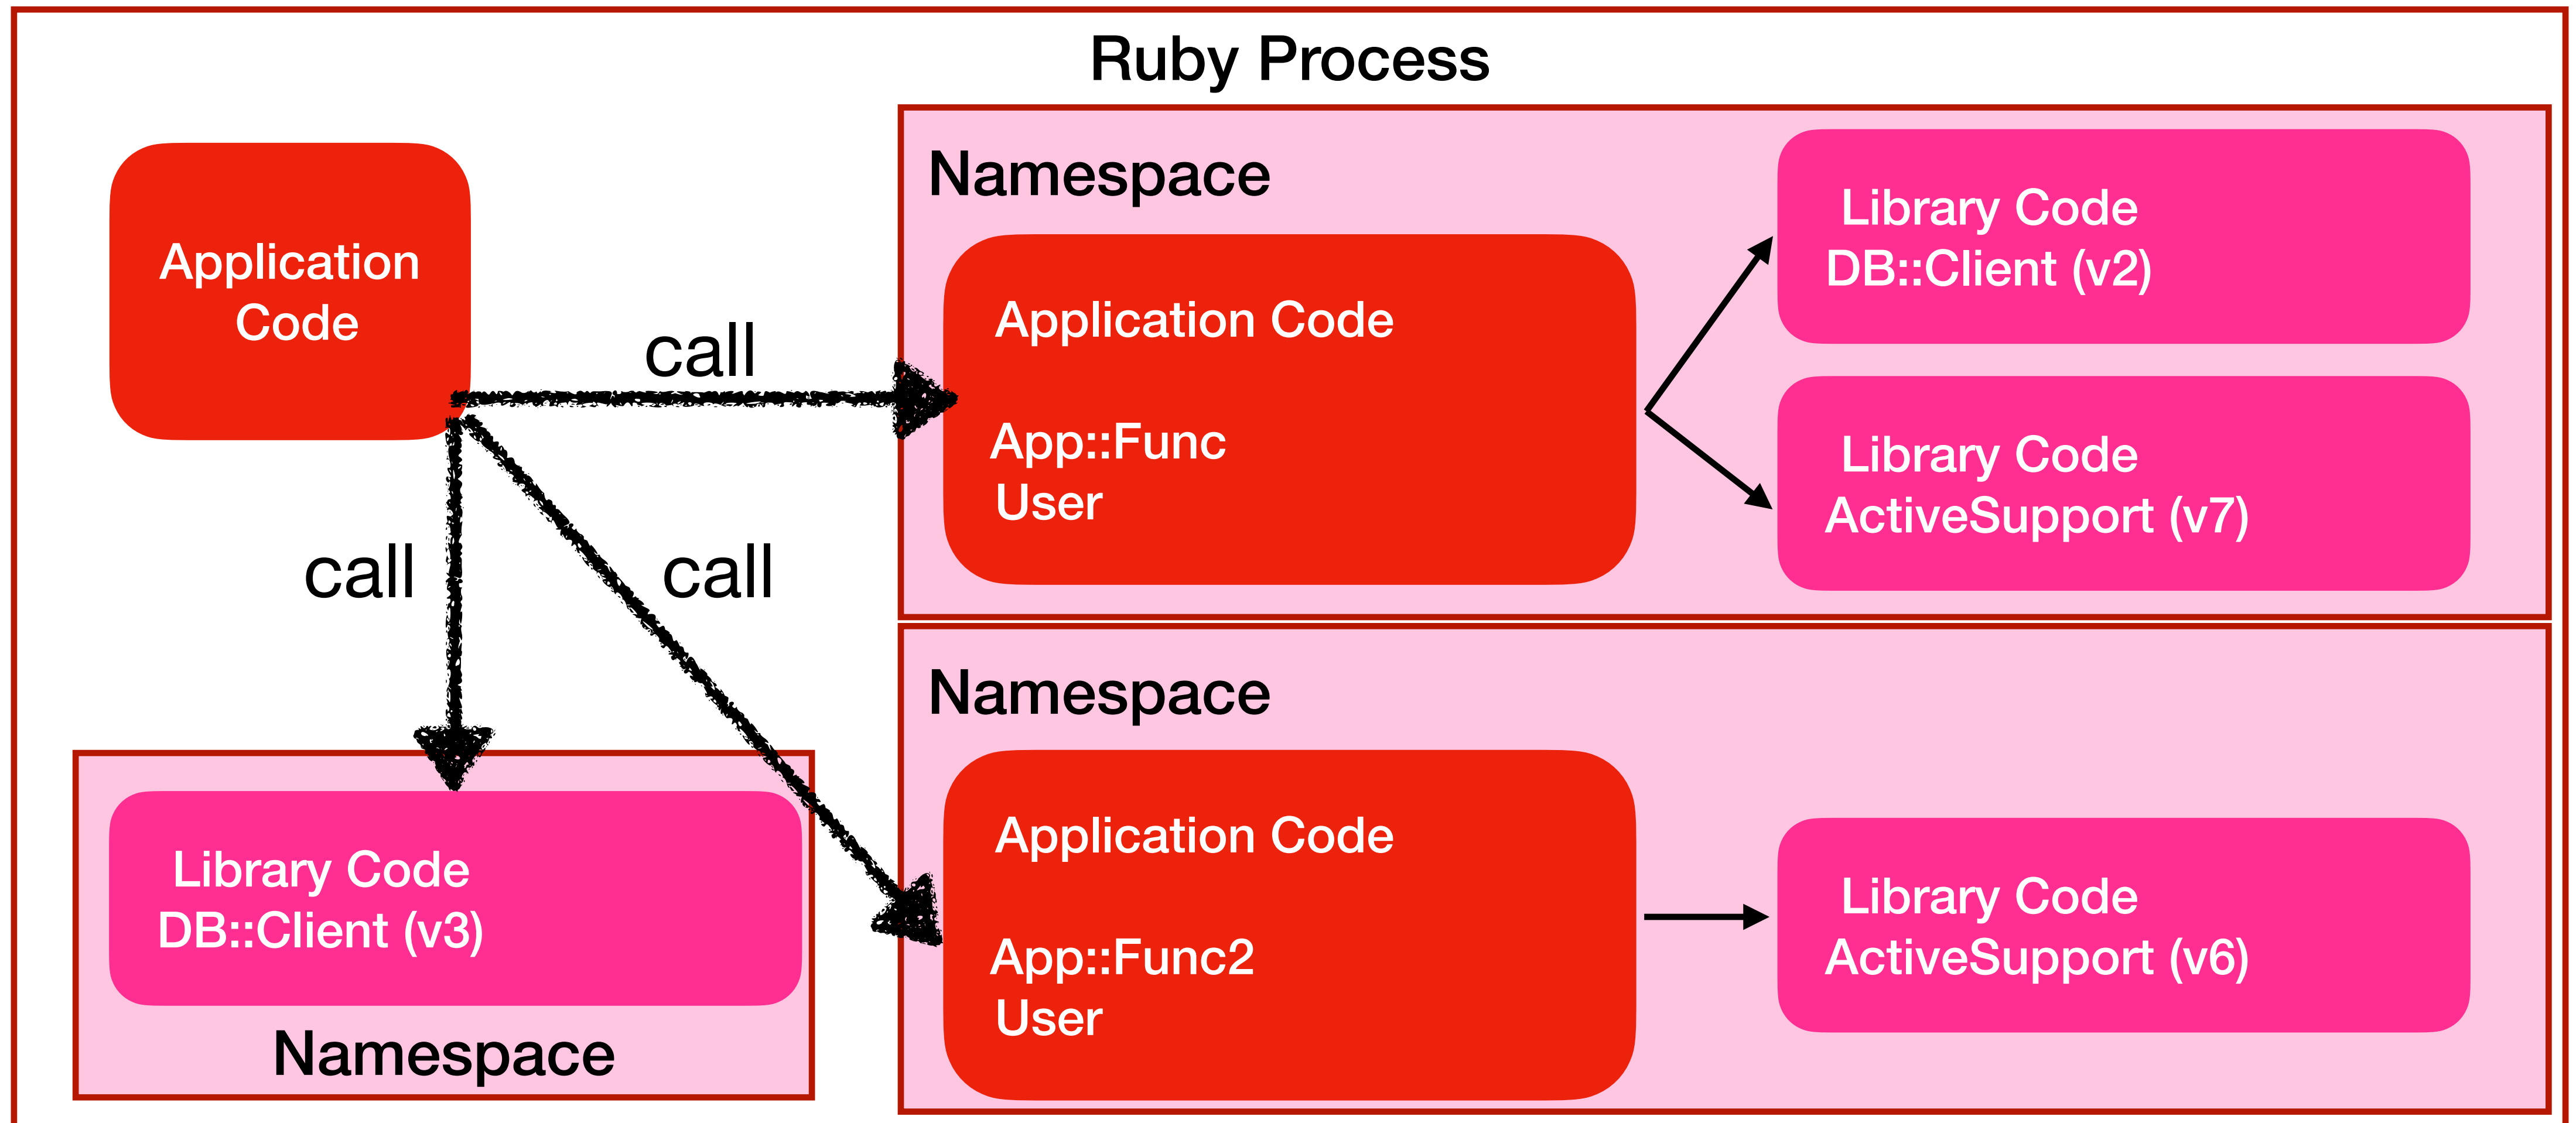 Ruby Process
Application
Code
call
call
call
Namespace
Application Code
App::Func
User
Library Code
DB::Client (v2)
Library Code
ActiveSupport (v7)
Namespace
Application Code
App::Func2
User
Library Code
ActiveSupport (v6)
Library Code
DB::Client (v3)
Namespace